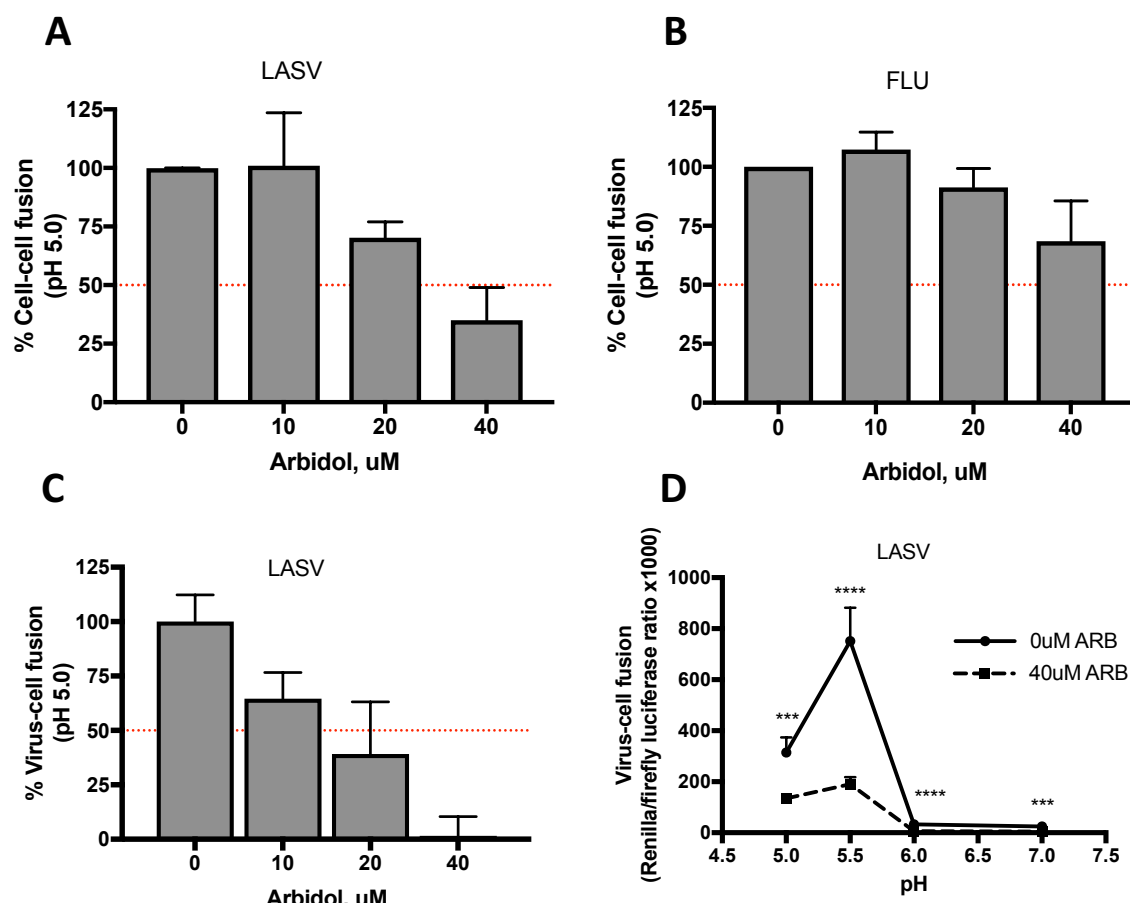 A
LASV
125
100
75
50
25
0
% Cell-cell fusion
(pH 5.0)
0 10 20 40
Arbidol, uM
B
FLU
125
100
75
50
25
0
% Cell-cell fusion
(pH 5.0)
0 10 20 40
Arbidol, uM
C
LASV
125
100
75
50
25
0
% Virus-cell fusion
(pH 5.0)
0 10 20 40
Arbidol, uM
D
LASV
Virus-cell fusion
(Renilla/firefly luciferase ratio x1000)
1000
800
600
400
200
0
***
****
****
***
0uM ARB
40uM ARB
4.5 5.0 5.5 6.0 6.5 7.0 7.5
pH